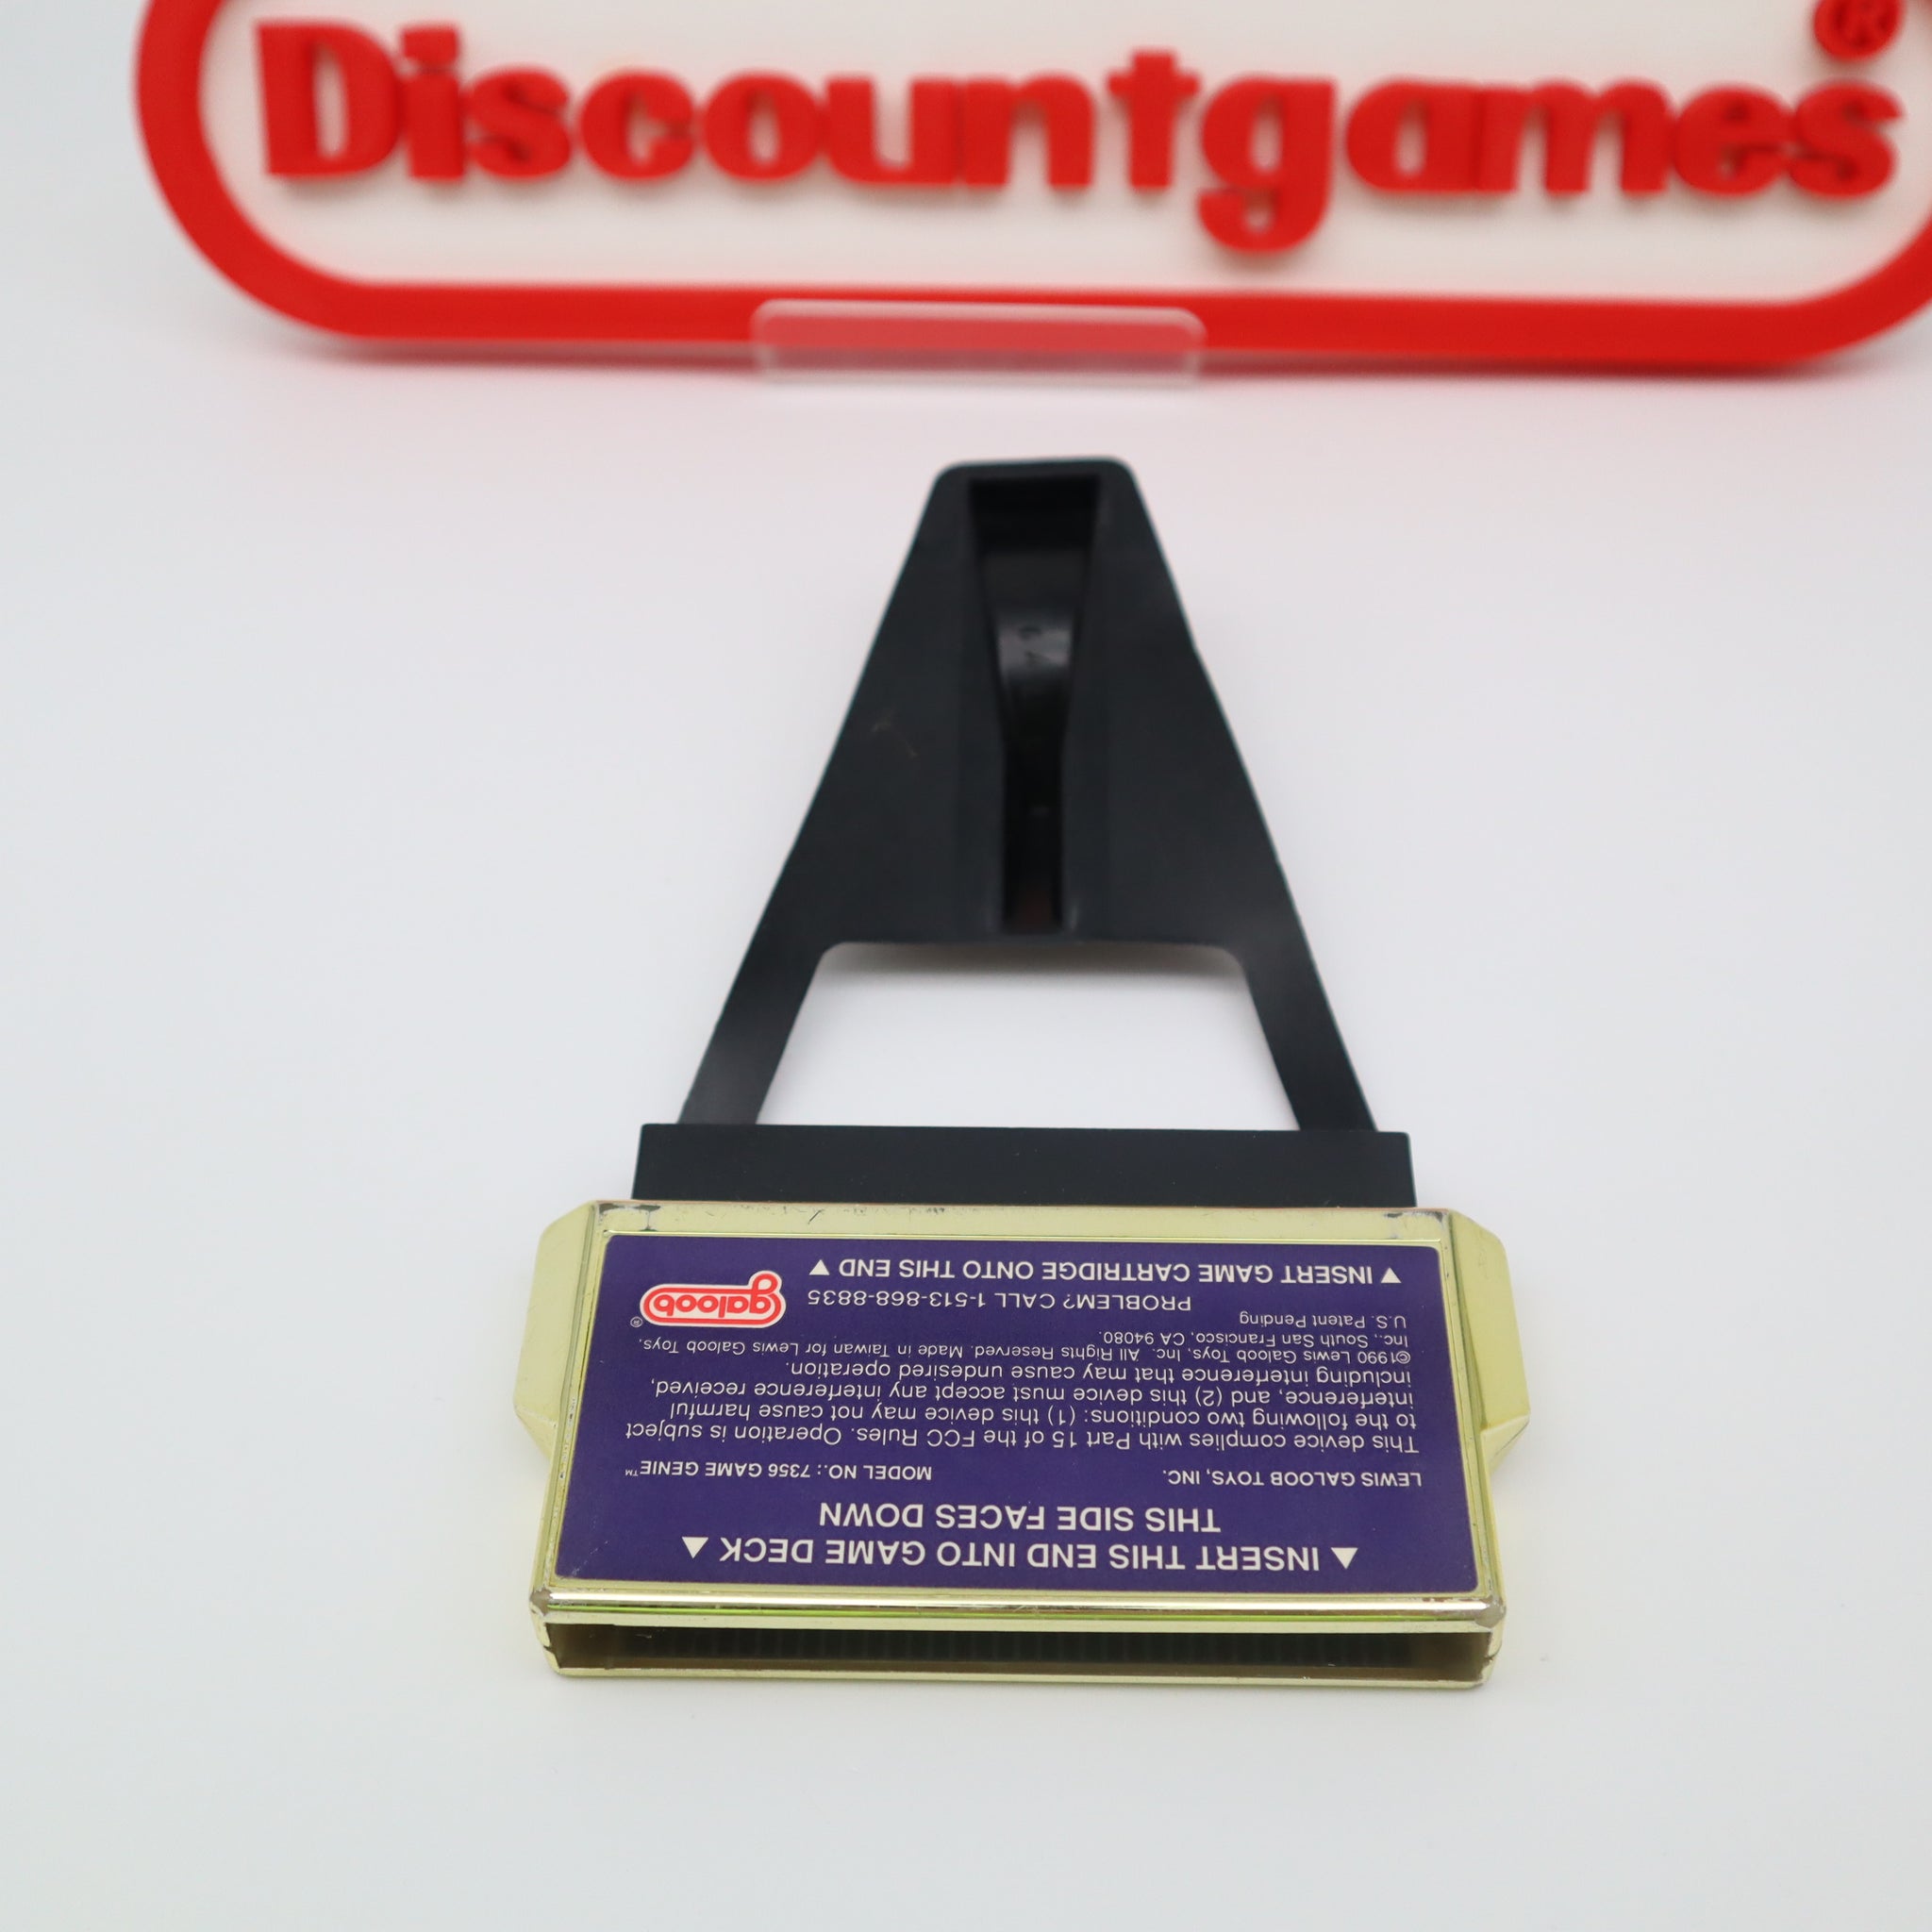 Discountgames®
▲ INSERT THIS END INTO GAME DECK ▲
THIS SIDE FACES DOWN
LEWIS GALOOB TOYS, INC. MODEL NO.: 7356 GAME GENIE™
This device complies with Part 15 of the FCC Rules. Operation is subject
to the following two conditions: (1) this device may not cause harmful
interference, and (2) this device must accept any interference received,
including interference that may cause undesired operation.
©1990 Lewis Galoob Toys, Inc. All Rights Reserved. Made in Taiwan for Lewis Galoob Toys,
Inc., South San Francisco, CA 94080.
U.S. Patent Pending
PROBLEM? CALL 1-513-868-8835
galoob®
▼ INSERT GAME CARTRIDGE ONTO THIS END ▼